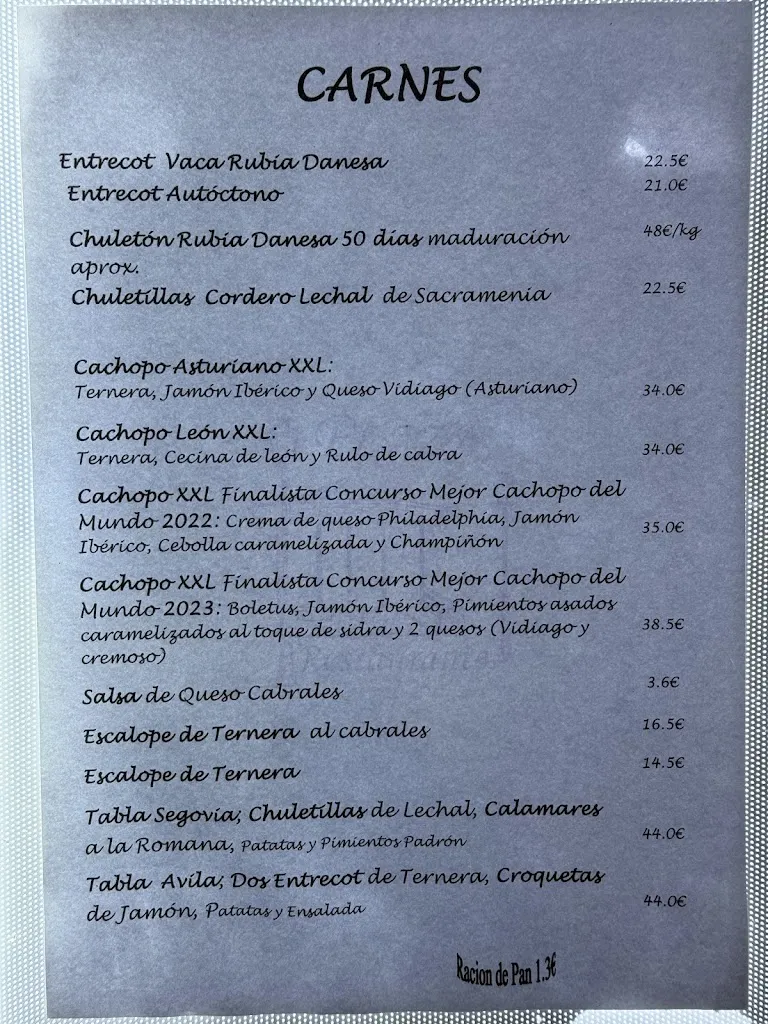 CARNES
Entrecot Vaca Rubia Danesa 22.5€
Entrecot Autóctono 21.0€
Chuletón Rubia Danesa 50 días maduración 48€/kg
aprox.
Chuletillas Cordero Lechal de Sacramenia 22.5€
Cachopo Asturiano XXL:
Ternera, Jamón Ibérico y Queso Vidiago (Asturiano) 34.0€
Cachopo León XXL:
Ternera, Cecina de león y Rulo de cabra 34.0€
Cachopo XXL Finalista Concurso Mejor Cachopo del
Mundo 2022: Crema de queso Philadelphia, Jamón 35.0€
Ibérico, Cebolla caramelizada y Champiñón
Cachopo XXL Finalista Concurso Mejor Cachopo del
Mundo 2023: Boletus, Jamón Ibérico, Pimientos asados
caramelizados al toque de sidra y 2 quesos (Vidiago y 38.5€
cremoso)
Salsa de Queso Cabrales 3.6€
Escalope de Ternera al cabrales 16.5€
Escalope de Ternera 14.5€
Tabla Segovia; Chuletillas de Lechal, Calamares
a la Romana, Patatas y Pimientos Padrón 44.0€
Tabla Avila; Dos Entrecot de Ternera, Croquetas
de Jamón, Patatas y Ensalada 44.0€
Racion de Pan 1.3€